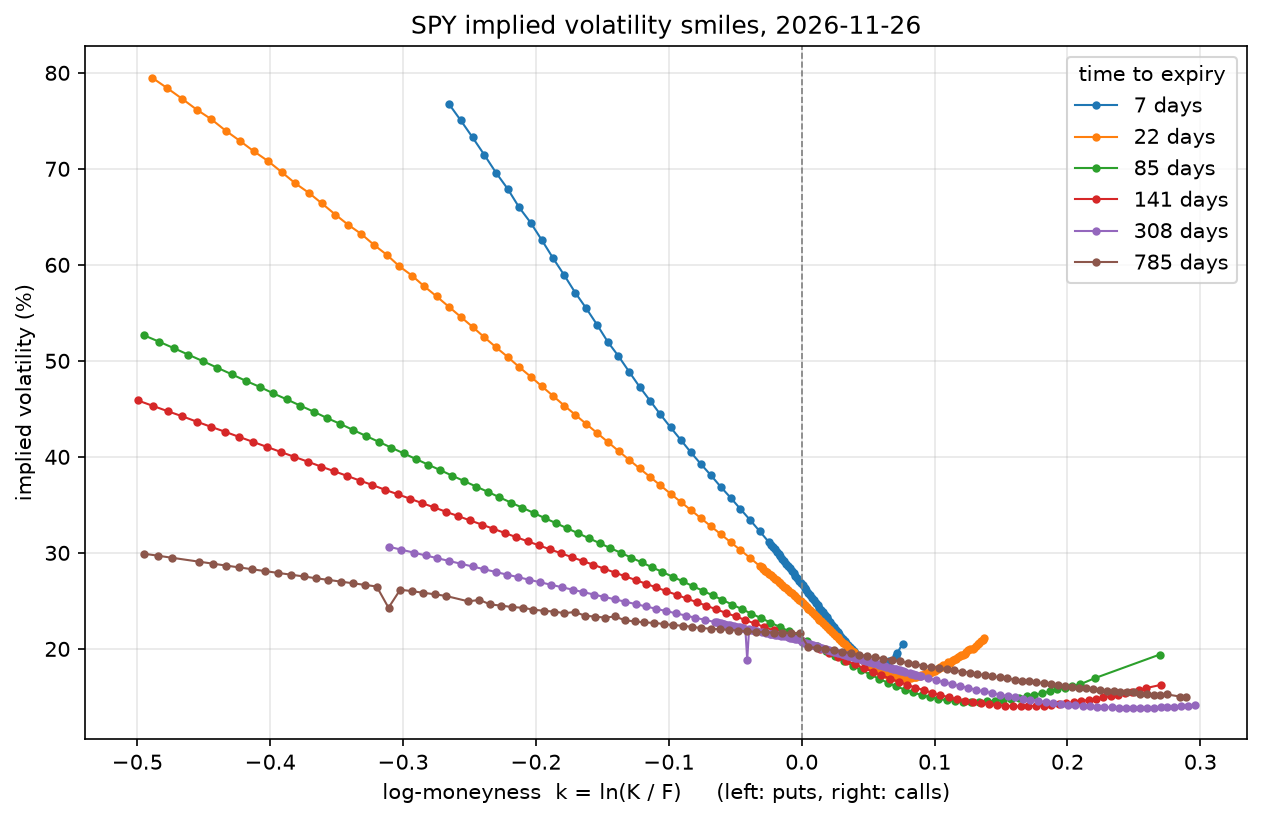 SPY implied volatility smiles, 2026-11-26
time to expiry
7 days
22 days
85 days
141 days
308 days
785 days
implied volatility (%)
80
70
60
50
40
30
20
−0.5
−0.4
−0.3
−0.2
−0.1
0.0
0.1
0.2
0.3
log-moneyness k = ln(K / F) (left: puts, right: calls)